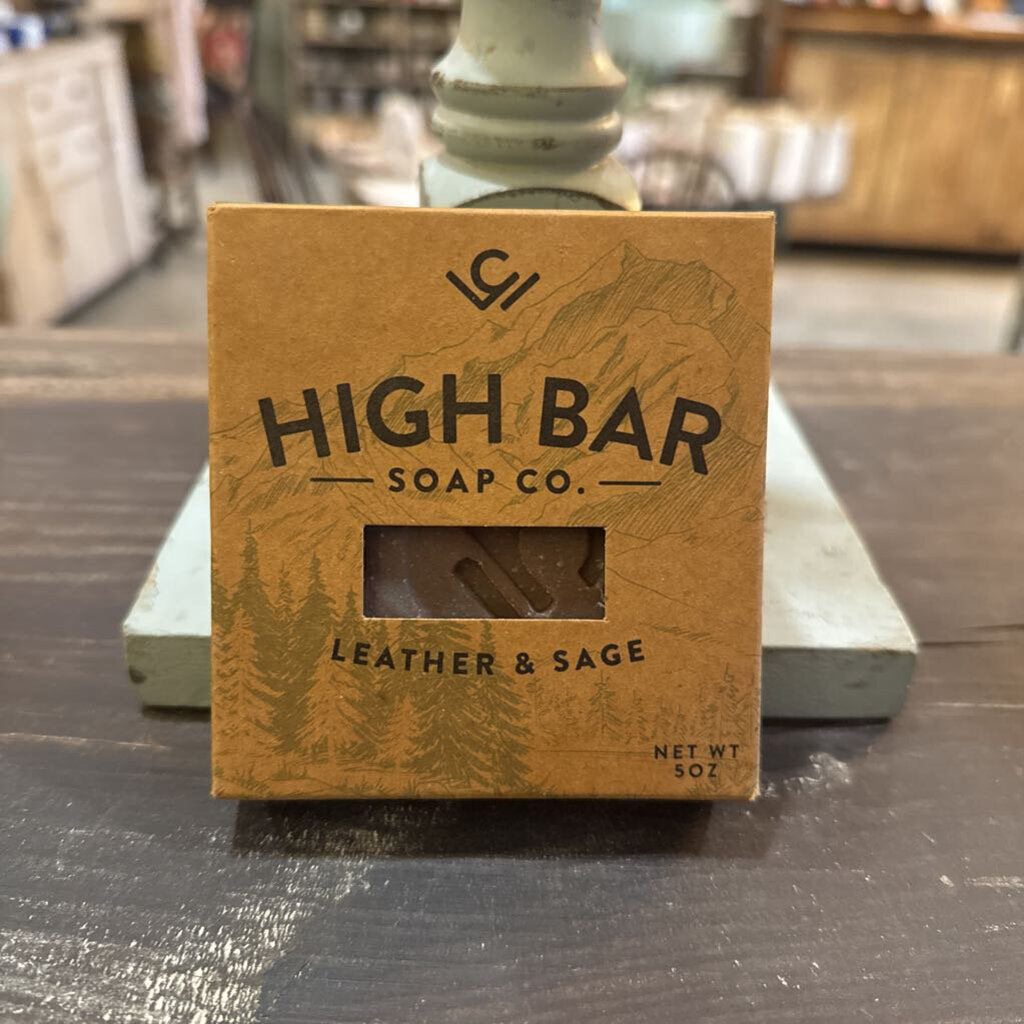 HIGH BAR
SOAP CO.
LEATHER & SAGE
NET WT
5OZ